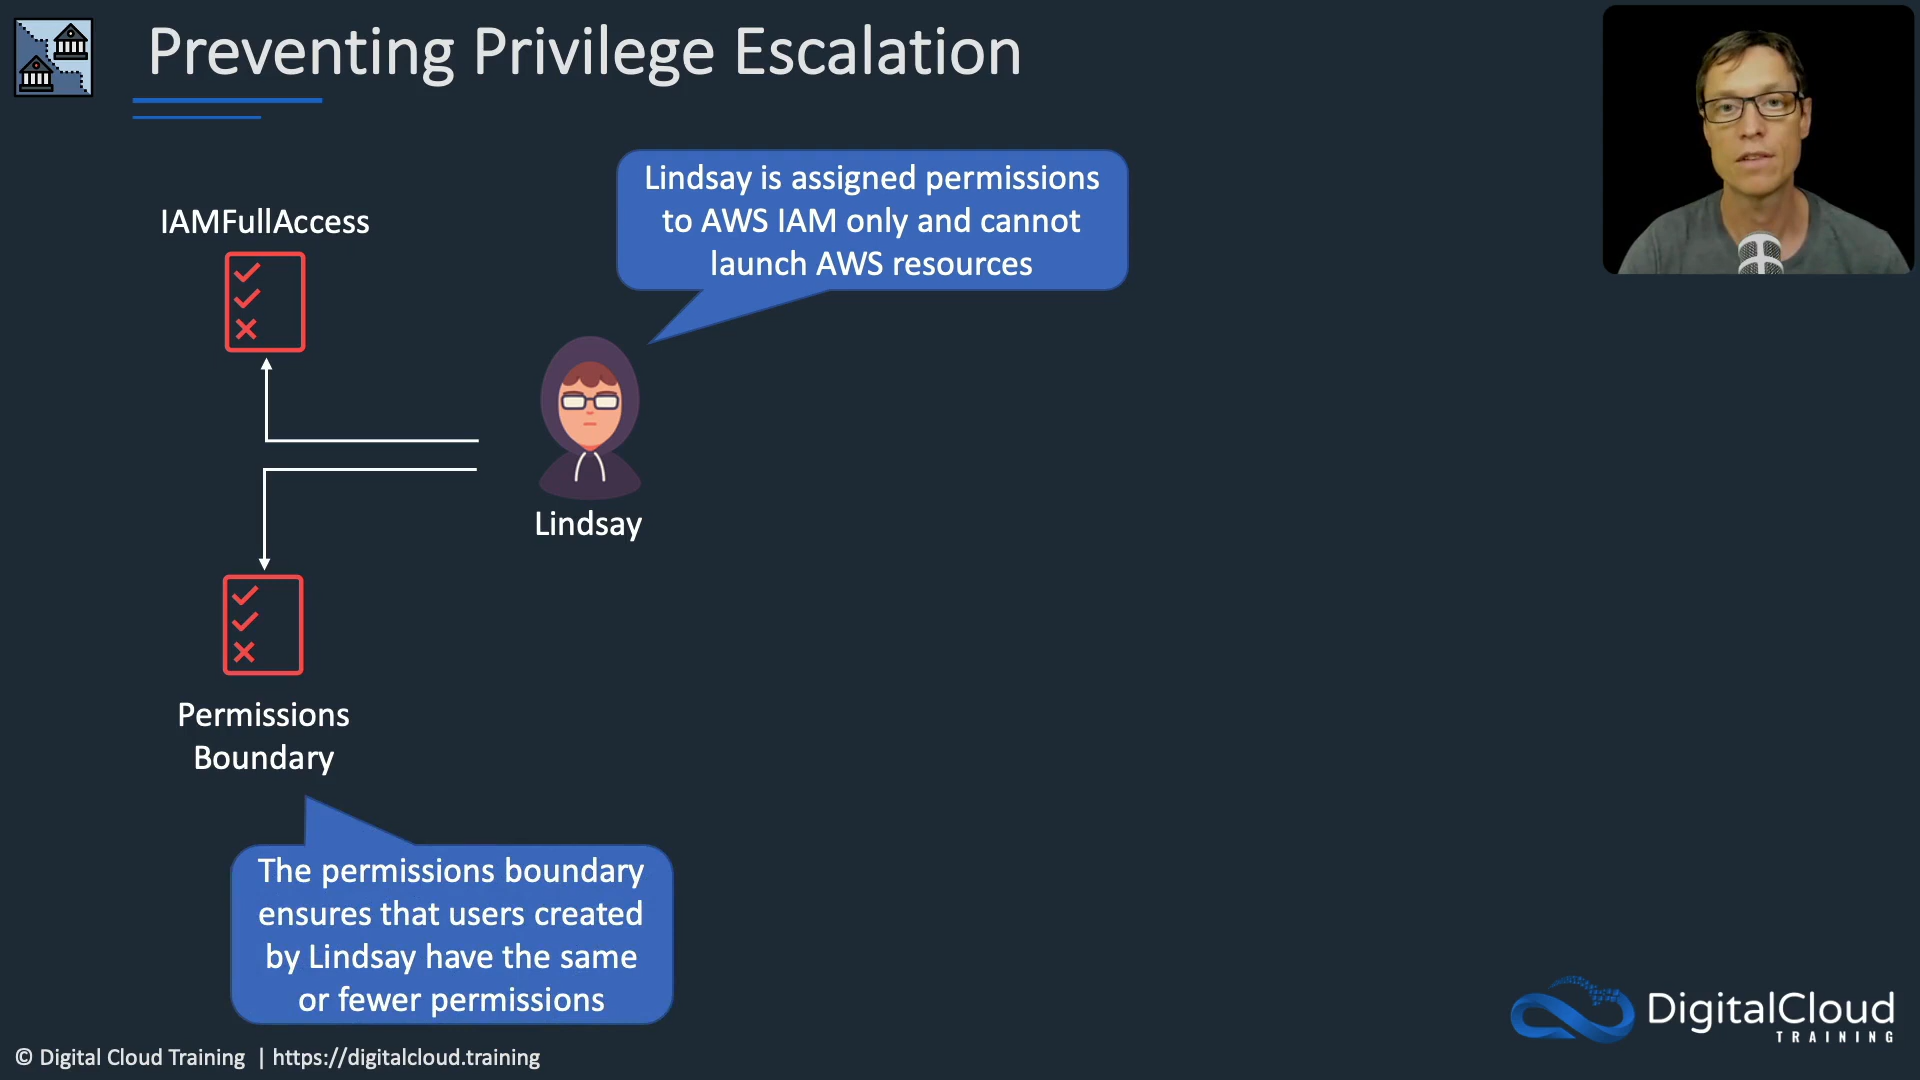 Preventing Privilege Escalation
Lindsay is assigned permissions
to AWS IAM only and cannot
launch AWS resources
IAMFullAccess
Lindsay
Permissions
Boundary
The permissions boundary
ensures that users created
by Lindsay have the same
or fewer permissions
DigitalCloud
TRAINING
© Digital Cloud Training | https://digitalcloud.training